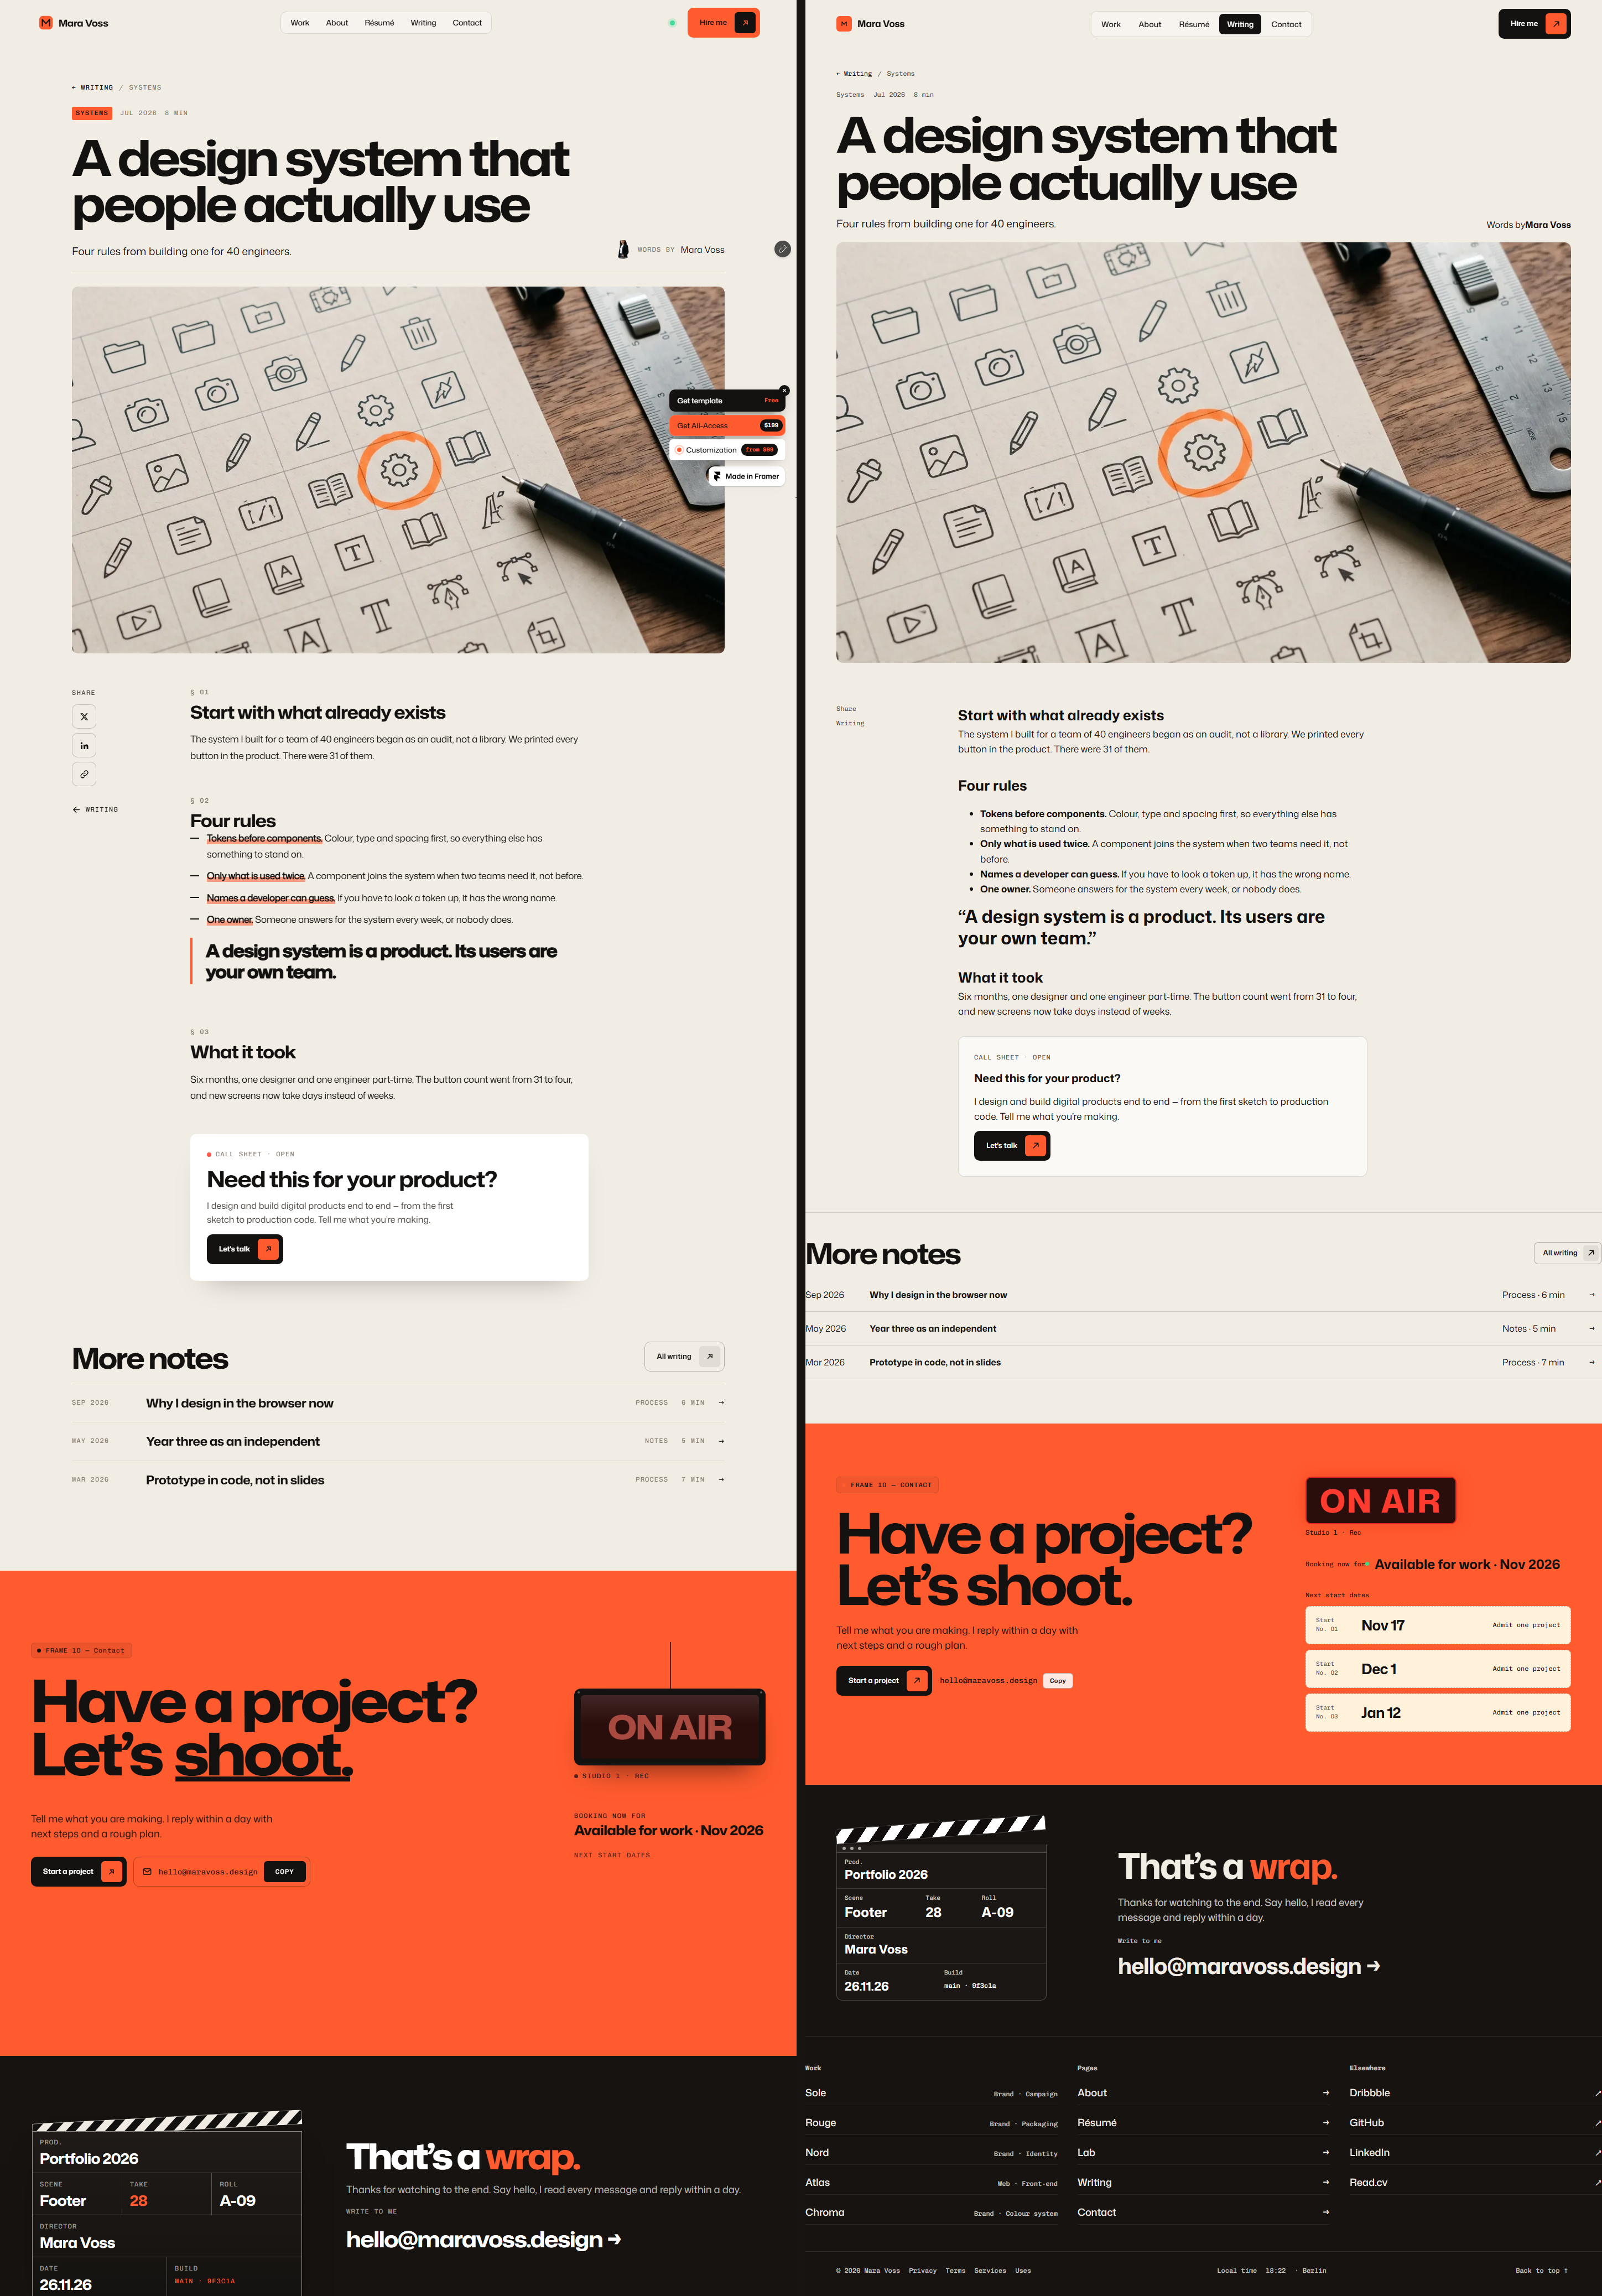 Mara Voss
Work
About
Résumé
Writing
Contact
Hire me
← WRITING / SYSTEMS
SYSTEMS JUL 2026 8 MIN
A design system that
people actually use
Four rules from building one for 40 engineers.
WORDS BY Mara Voss
Get template Free
Get All-Access $199
Customization from $99
Made in Framer
SHARE
← WRITING
§ 01
Start with what already exists
The system I built for a team of 40 engineers began as an audit, not a library. We printed every
button in the product. There were 31 of them.
§ 02
Four rules
Tokens before components. Colour, type and spacing first, so everything else has
something to stand on.
Only what is used twice. A component joins the system when two teams need it, not before.
Names a developer can guess. If you have to look a token up, it has the wrong name.
One owner. Someone answers for the system every week, or nobody does.
A design system is a product. Its users are
your own team.
§ 03
What it took
Six months, one designer and one engineer part-time. The button count went from 31 to four,
and new screens now take days instead of weeks.
CALL SHEET · OPEN
Need this for your product?
I design and build digital products end to end — from the first
sketch to production code. Tell me what you're making.
Let's talk
More notes
All writing
SEP 2026 Why I design in the browser now PROCESS 6 MIN →
MAY 2026 Year three as an independent NOTES 5 MIN →
MAR 2026 Prototype in code, not in slides PROCESS 7 MIN →
FRAME 10 — Contact
Have a project?
Let's shoot.
Tell me what you are making. I reply within a day with
next steps and a rough plan.
Start a project
hello@maravoss.design COPY
ON AIR
STUDIO 1 · REC
BOOKING NOW FOR
Available for work · Nov 2026
NEXT START DATES
PROD.
Portfolio 2026
SCENE TAKE ROLL
Footer 28 A-09
DIRECTOR
Mara Voss
DATE BUILD
26.11.26 MAIN · 9F3C1A
That's a wrap.
Thanks for watching to the end. Say hello, I read every message and reply within a day.
WRITE TO ME
hello@maravoss.design →
Mara Voss
Work
About
Résumé
Writing
Contact
Hire me
← Writing / Systems
Systems Jul 2026 8 min
A design system that
people actually use
Four rules from building one for 40 engineers.
Words byMara Voss
Share
Writing
Start with what already exists
The system I built for a team of 40 engineers began as an audit, not a library. We printed every
button in the product. There were 31 of them.
Four rules
• Tokens before components. Colour, type and spacing first, so everything else has
something to stand on.
• Only what is used twice. A component joins the system when two teams need it, not
before.
• Names a developer can guess. If you have to look a token up, it has the wrong name.
• One owner. Someone answers for the system every week, or nobody does.
“A design system is a product. Its users are
your own team.”
What it took
Six months, one designer and one engineer part-time. The button count went from 31 to four,
and new screens now take days instead of weeks.
CALL SHEET · OPEN
Need this for your product?
I design and build digital products end to end — from the first sketch to production
code. Tell me what you're making.
Let's talk
More notes
All writing
Sep 2026 Why I design in the browser now Process · 6 min →
May 2026 Year three as an independent Notes · 5 min →
Mar 2026 Prototype in code, not in slides Process · 7 min →
FRAME 10 — CONTACT
Have a project?
Let's shoot.
Tell me what you are making. I reply within a day with
next steps and a rough plan.
Start a project
hello@maravoss.design Copy
ON AIR
Studio 1 · Rec
Booking now for Available for work · Nov 2026
Next start dates
Start No. 01 Nov 17 Admit one project
Start No. 02 Dec 1 Admit one project
Start No. 03 Jan 12 Admit one project
Prod.
Portfolio 2026
Scene Take Roll
Footer 28 A-09
Director
Mara Voss
Date Build
26.11.26 main · 9f3c1a
That's a wrap.
Thanks for watching to the end. Say hello, I read every
message and reply within a day.
Write to me
hello@maravoss.design →
Work
Sole Brand · Campaign
Rouge Brand · Packaging
Nord Brand · Identity
Atlas Web · Front-end
Chroma Brand · Colour system
Pages
About →
Résumé →
Lab →
Writing →
Contact →
Elsewhere
Dribbble ↗
GitHub ↗
LinkedIn ↗
Read.cv ↗
© 2026 Mara Voss Privacy Terms Services Uses
Local time 18:22 · Berlin
Back to top ↑